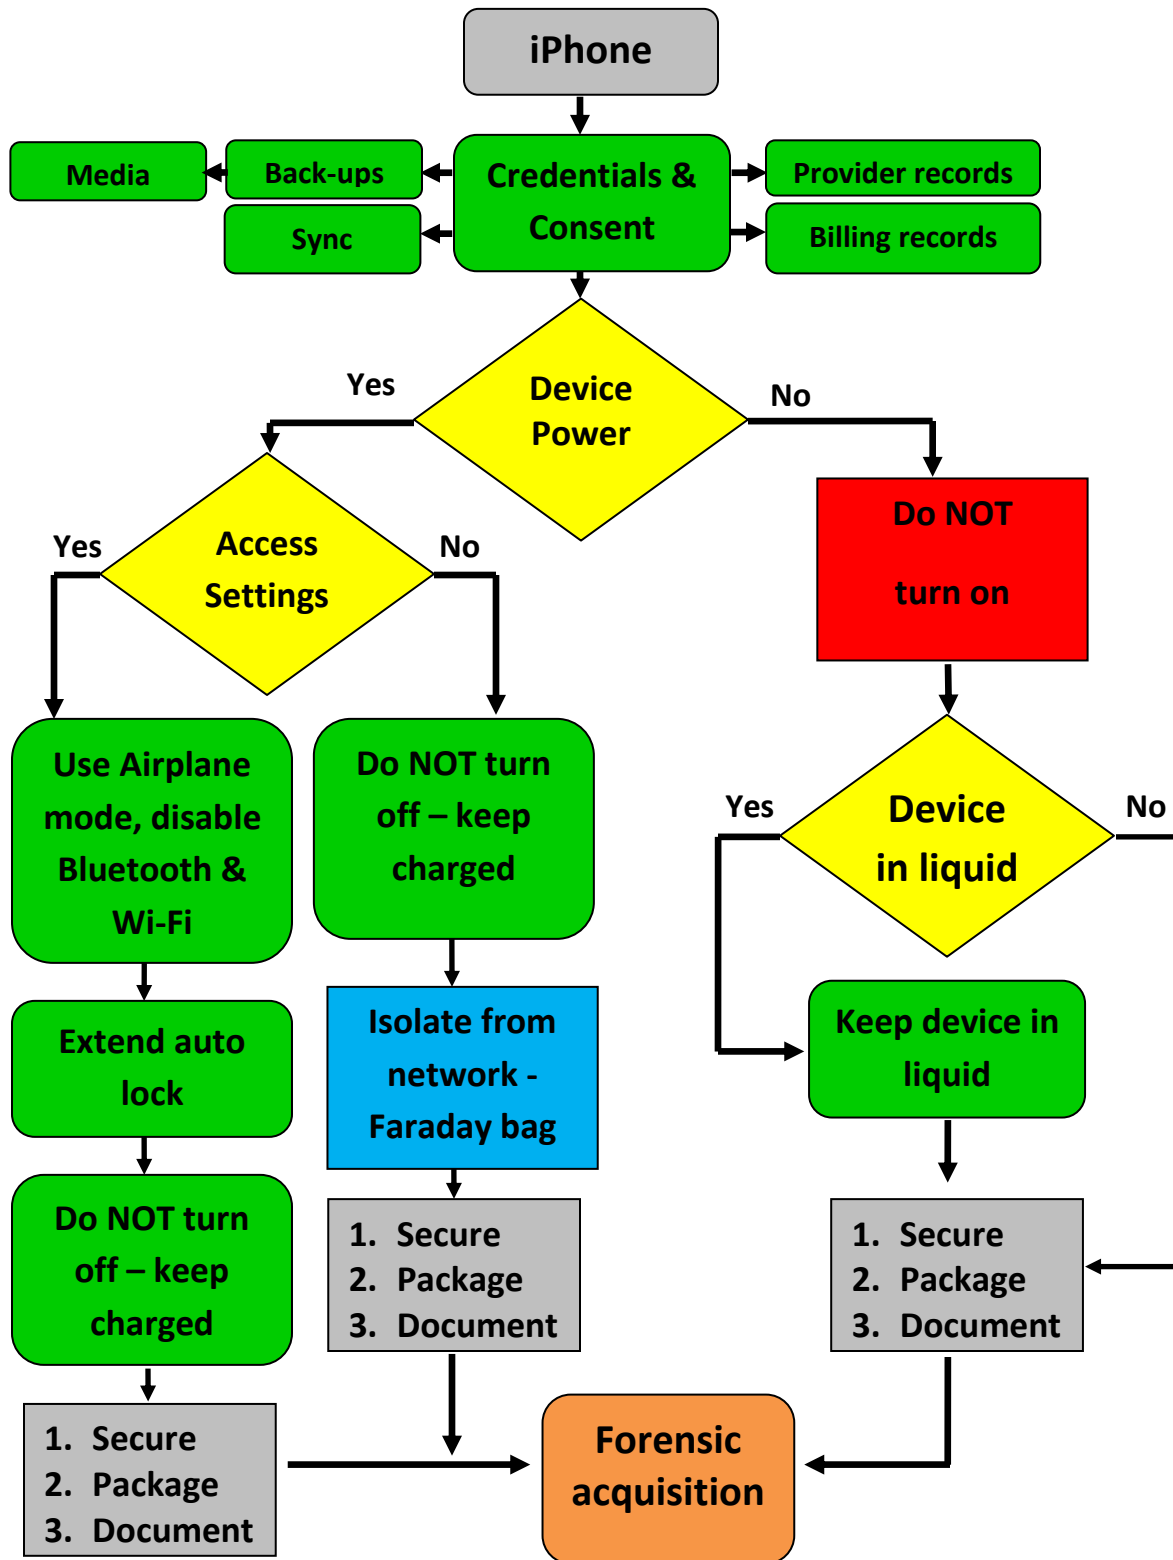 iPhone
Media
Back-ups
Credentials &
Consent
Provider records
Sync
Billing records
Yes
Device
Power
No
Yes
Access
Settings
No
Do NOT
turn on
Use Airplane
mode, disable
Bluetooth &
Wi-Fi
Do NOT turn
off – keep
charged
Yes
Device
in liquid
No
Extend auto
lock
Isolate from
network -
Faraday bag
Keep device in
liquid
Do NOT turn
off – keep
charged
1. Secure
2. Package
3. Document
1. Secure
2. Package
3. Document
1. Secure
2. Package
3. Document
Forensic
acquisition